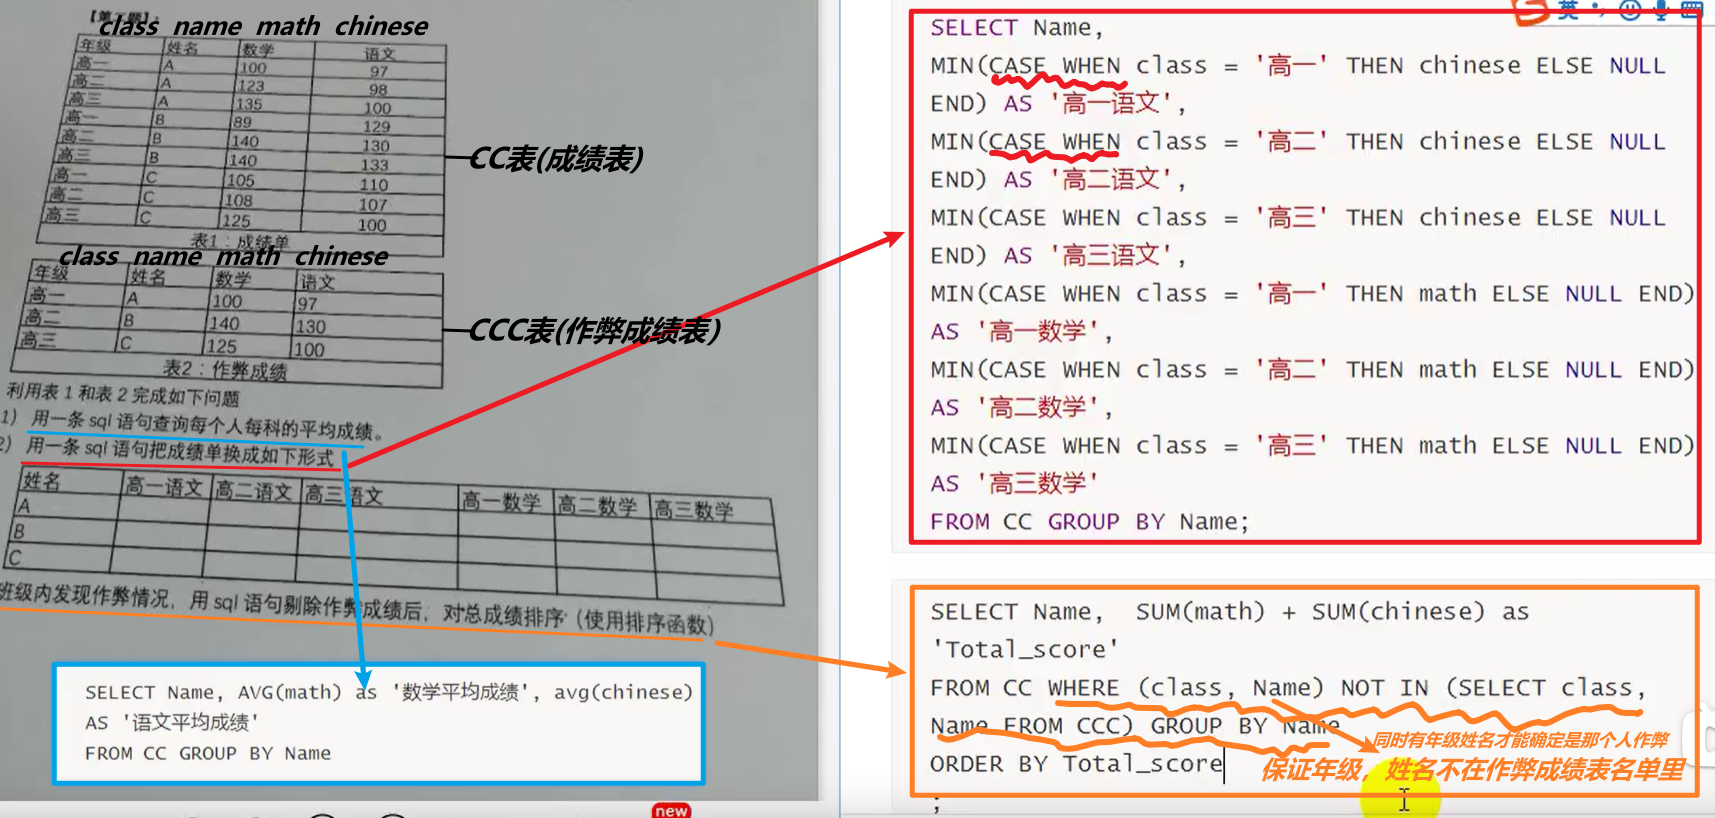 【第二题】
class name math chinese
年级 姓名 数学 语文
高一 A 100 97
高二 A 123 98
高三 A 135 100
高一 B 89 129
高二 B 140 130
高三 B 140 133
高一 C 105 110
高二 C 108 107
高三 C 125 100
表1：成绩单
CC表(成绩表)
class name math chinese
年级 姓名 数学 语文
高一 A 100 97
高二 B 140 130
高三 C 125 100
表2：作弊成绩
CCC表(作弊成绩表)
利用表 1 和表 2 完成如下问题
1） 用一条 sql 语句查询每个人每科的平均成绩。
2） 用一条 sql 语句把成绩单换成如下形式
姓名 高一语文 高二语文 高三语文 高一数学 高二数学 高三数学
A
B
C
班级内发现作弊情况，用 sql 语句剔除作弊成绩后，对总成绩排序（使用排序函数）
SELECT Name, AVG(math) as '数学平均成绩', avg(chinese)
AS '语文平均成绩'
FROM CC GROUP BY Name
new
英
SELECT Name,
MIN(CASE WHEN class = '高一' THEN chinese ELSE NULL
END) AS '高一语文',
MIN(CASE WHEN class = '高二' THEN chinese ELSE NULL
END) AS '高二语文',
MIN(CASE WHEN class = '高三' THEN chinese ELSE NULL
END) AS '高三语文',
MIN(CASE WHEN class = '高一' THEN math ELSE NULL END)
AS '高一数学',
MIN(CASE WHEN class = '高二' THEN math ELSE NULL END)
AS '高二数学',
MIN(CASE WHEN class = '高三' THEN math ELSE NULL END)
AS '高三数学'
FROM CC GROUP BY Name;
SELECT Name, SUM(math) + SUM(chinese) as
'Total_score'
FROM CC WHERE (class, Name) NOT IN (SELECT class,
Name FROM CCC) GROUP BY Name
同时有年级姓名才能确定是那个人作弊
ORDER BY Total_score
保证年级，姓名不在作弊成绩表名单里
;